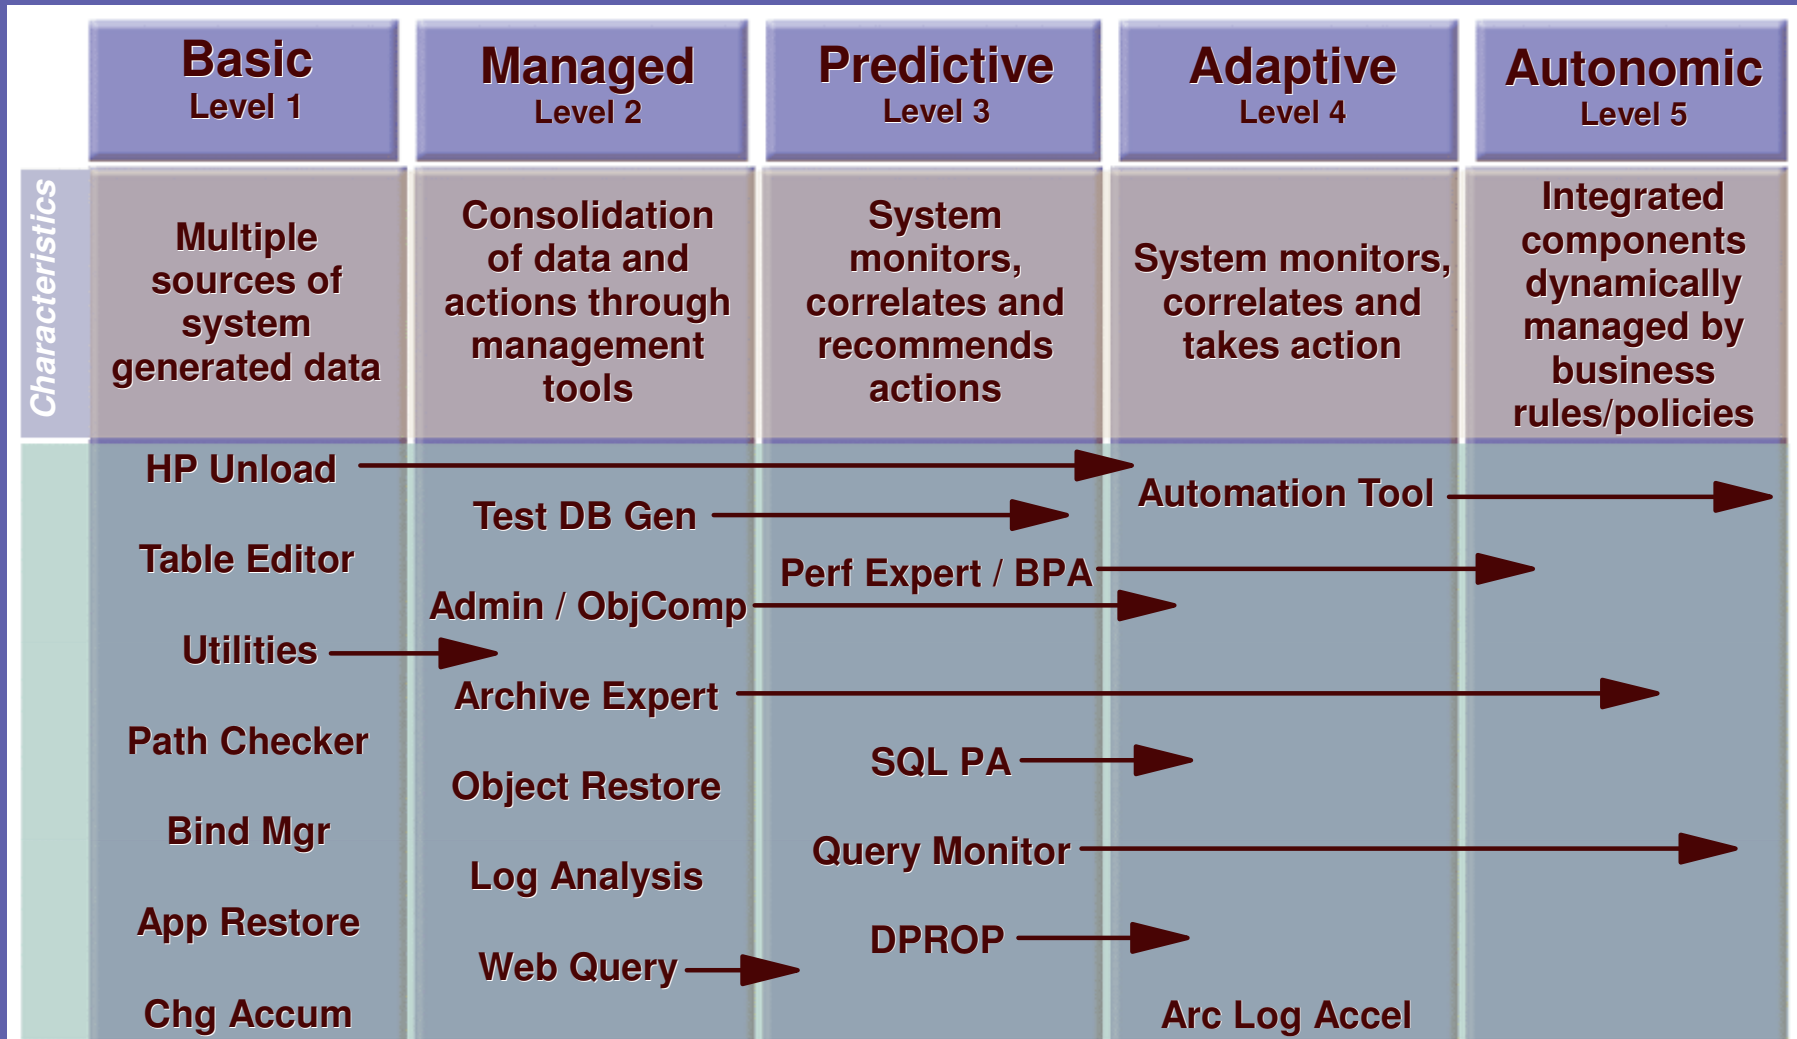 Basic
Level 1
Managed
Level 2
Predictive
Level 3
Adaptive
Level 4
Autonomic
Level 5
Characteristics
Multiple
sources of
system
generated data
Consolidation
of data and
actions through
management
tools
System
monitors,
correlates and
recommends
actions
System monitors,
correlates and
takes action
Integrated
components
dynamically
managed by
business
rules/policies
HP Unload
Table Editor
Utilities
Path Checker
Bind Mgr
App Restore
Chg Accum
Test DB Gen
Admin / ObjComp
Archive Expert
Object Restore
Log Analysis
Web Query
Perf Expert / BPA
SQL PA
Query Monitor
DPROP
Automation Tool
Arc Log Accel